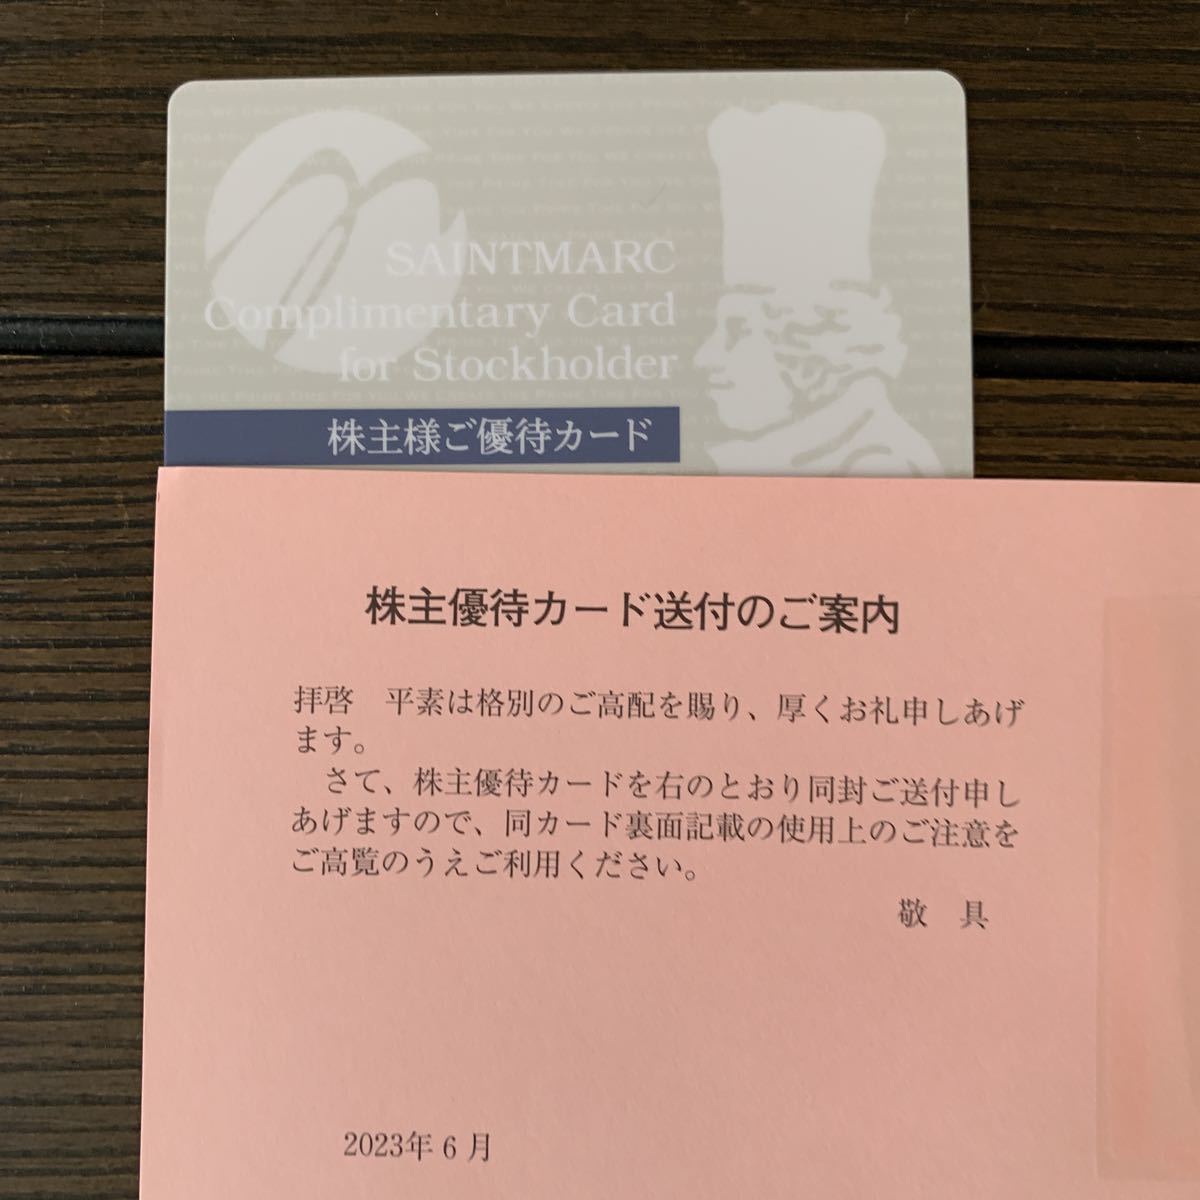 SAINTMARC
Complimentary Card
for Stockholder
株主様ご優待カード
株主優待カード送付のご案内
拝啓　平素は格別のご高配を賜り、厚くお礼申しあげ
ます。
　さて、株主優待カードを右のとおり同封ご送付申し
あげますので、同カード裏面記載の使用上のご注意を
ご高覧のうえご利用ください。
敬　具
2023年6月